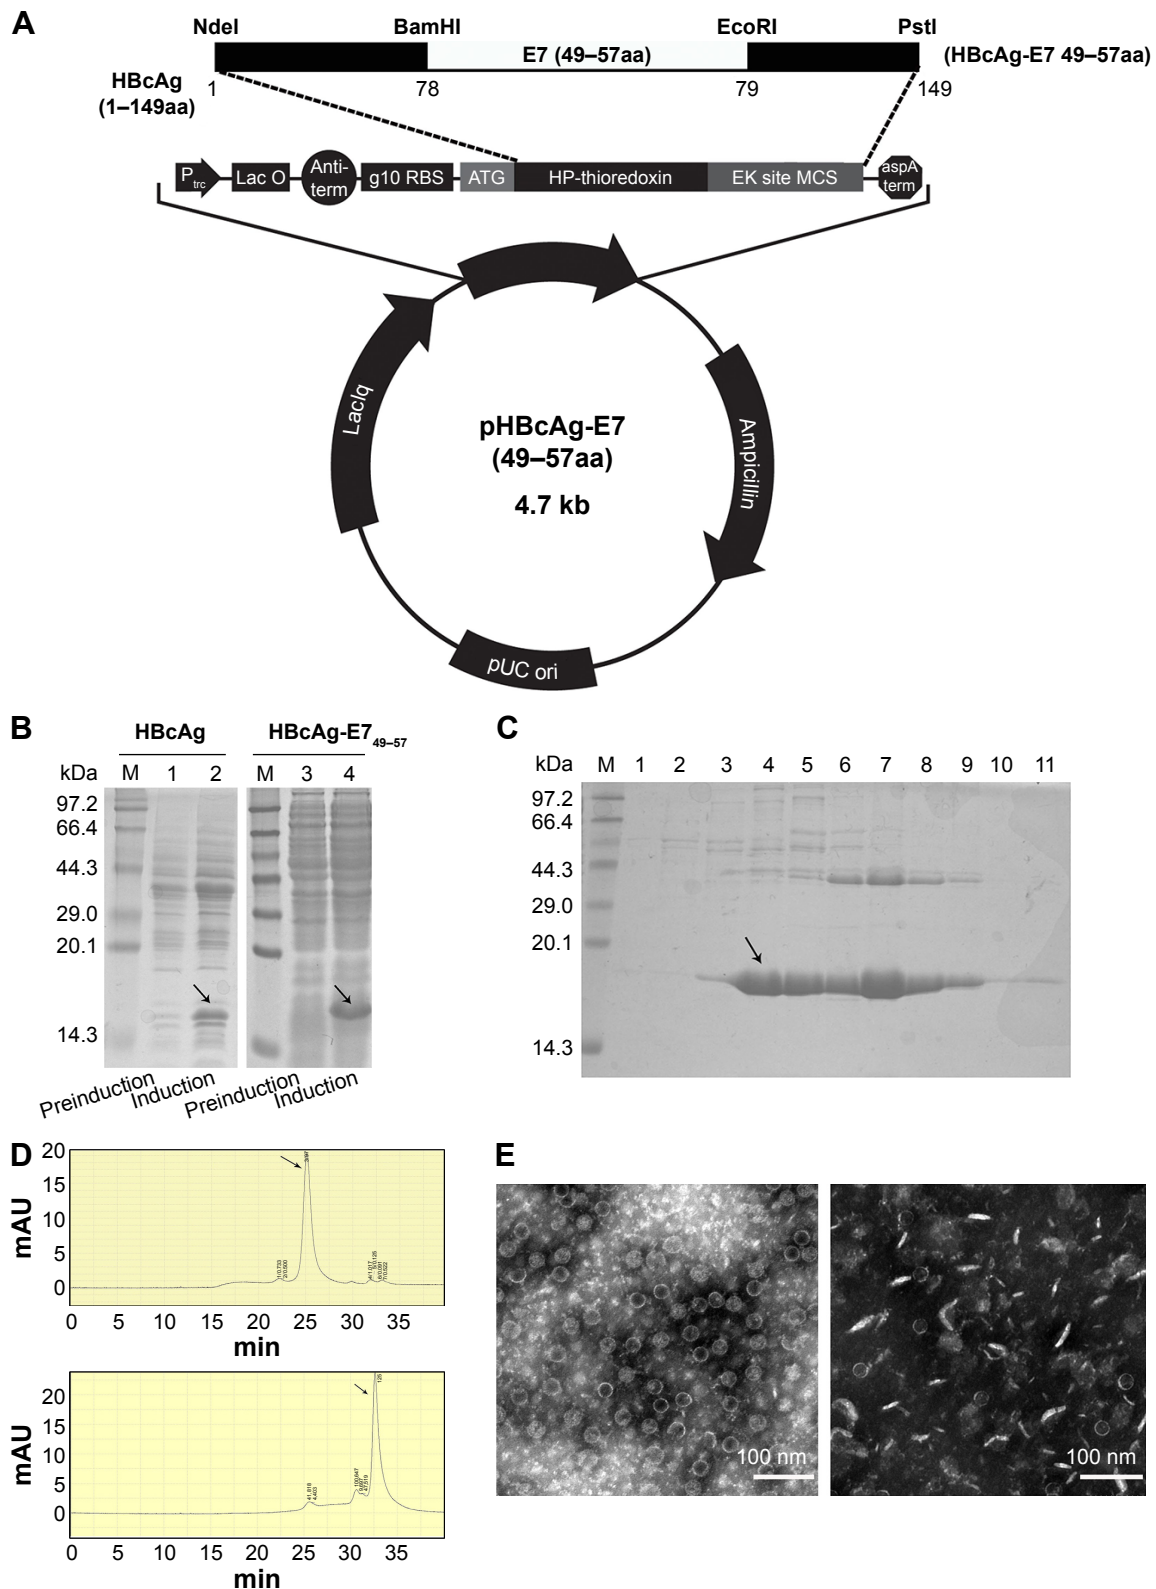 A
NdeI BamHI EcoRI PstI
E7 (49–57aa) (HBcAg-E7 49–57aa)
HBcAg
(1–149aa)
1 78 79 149
P trc Lac O Anti-term g10 RBS ATG HP-thioredoxin EK site MCS aspA term
LacIq
Ampicillin
pHBcAg-E7
(49–57aa)
4.7 kb
pUC ori
B
HBcAg HBcAg-E7 49–57
kDa M 1 2 M 3 4
97.2
66.4
44.3
29.0
20.1
14.3
Preinduction Induction Preinduction Induction
C
kDa M 1 2 3 4 5 6 7 8 9 10 11
97.2
66.4
44.3
29.0
20.1
14.3
D
mAU
20
15
10
5
0
0 5 10 15 20 25 30 35
min
mAU
20
15
10
5
0
0 5 10 15 20 25 30 35
min
E
100 nm 100 nm